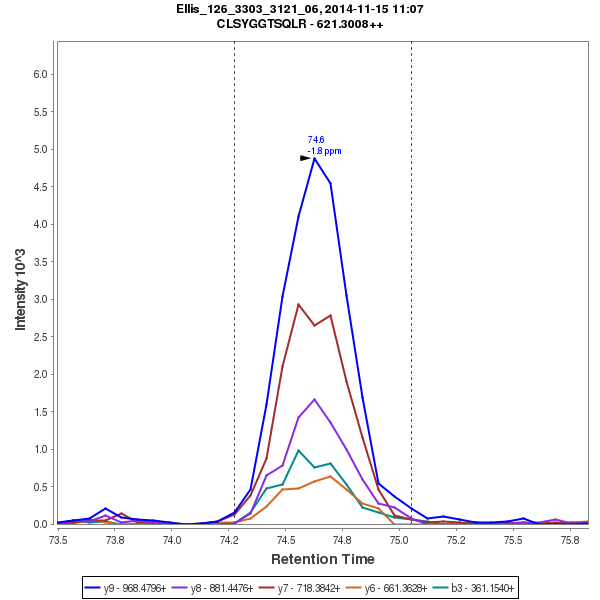 Ellis_126_3303_3121_06, 2014-11-15 11:07
CLSYGGTSQLR - 621.3008++
74.6
-1.8 ppm
Intensity 10^3
6.0
5.5
5.0
4.5
4.0
3.5
3.0
2.5
2.0
1.5
1.0
0.5
0.0
73.5 73.8 74.0 74.2 74.5 74.8 75.0 75.2 75.5 75.8
Retention Time
y9 - 968.4796+ y8 - 881.4476+ y7 - 718.3842+ y6 - 661.3628+ b3 - 361.1540+